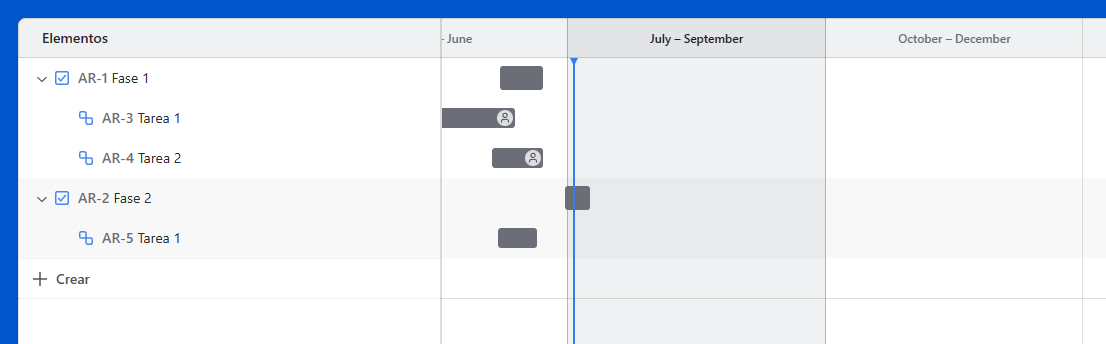 Elementos
- June
July – September
October – December
AR-1 Fase 1
AR-3 Tarea 1
AR-4 Tarea 2
AR-2 Fase 2
AR-5 Tarea 1
Crear